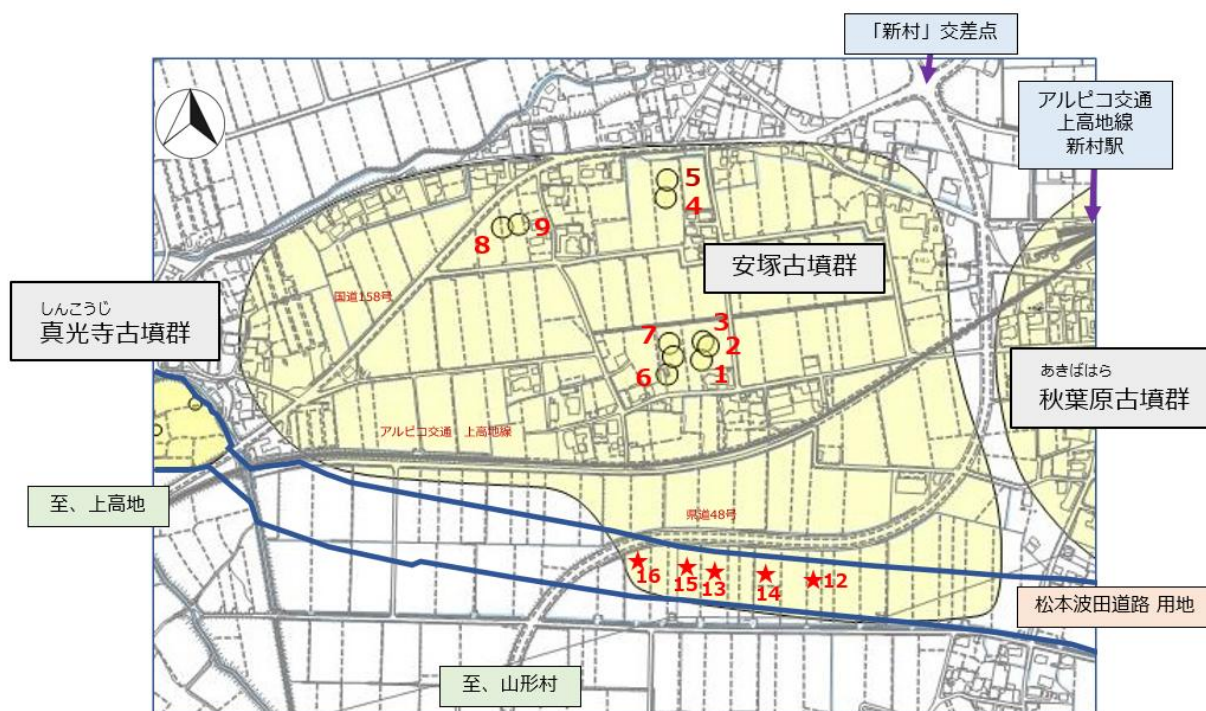 「新村」交差点
アルピコ交通
上高地線
新村駅
5
4
9
8
安塚古墳群
国道158号
しんこうじ
真光寺古墳群
3
7
2
1
6
あきばはら
秋葉原古墳群
アルピコ交通 上高地線
至、上高地
県道48号
16
15
13
14
12
松本波田道路 用地
至、山形村